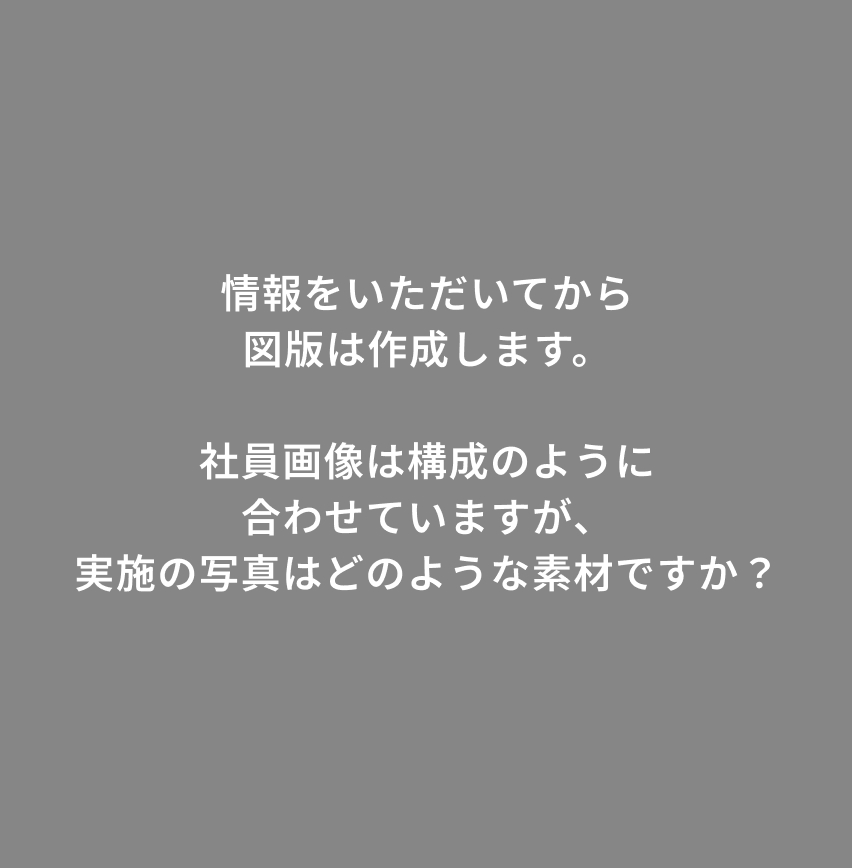 情報をいただいてから
図版は作成します。
社員画像は構成のように
合わせていますが、
実施の写真はどのような素材ですか？